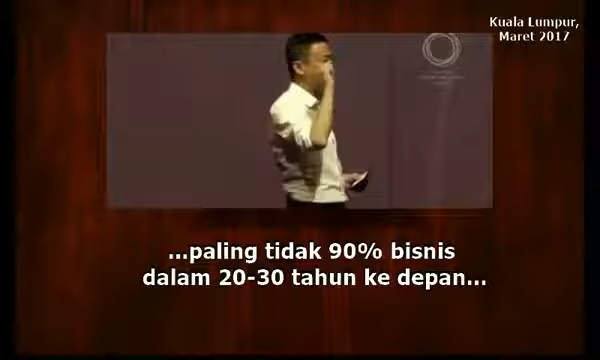 Kuala Lumpur,
Maret 2017
...paling tidak 90% bisnis
dalam 20-30 tahun ke depan...